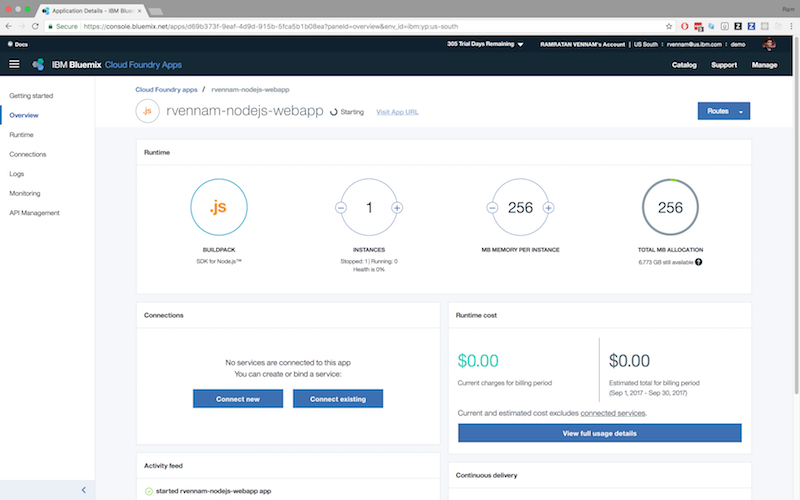 Application Details - IBM Blue
Ram
Secure
https://console.bluemix.net/apps/d69b373f-9eaf-4d9d-915b-5fca5b1b08ea?paneId=overview&env_id=ibm:yp:us-south
Docs
305 Trial Days Remaining
RAMRATAN VENNAM's Account | US South : rvennam@us.ibm.com : demo
IBM Bluemix Cloud Foundry Apps
Catalog Support Manage
Getting started
Overview
Runtime
Connections
Logs
Monitoring
API Management
Cloud Foundry apps / rvennam-nodejs-webapp
.js
rvennam-nodejs-webapp
Starting
Visit App URL
Routes
Runtime
.js
BUILDPACK
SDK for Node.js™
1
INSTANCES
Stopped: 1 | Running: 0
Health is 0%
256
MB MEMORY PER INSTANCE
256
TOTAL MB ALLOCATION
6.773 GB still available ?
Connections
No services are connected to this app
You can create or bind a service:
Connect new
Connect existing
Runtime cost
$0.00
Current charges for billing period
$0.00
Estimated total for billing period
(Sep 1, 2017 - Sep 30, 2017)
Current and estimated cost excludes connected services.
View full usage details
Activity feed
started rvennam-nodejs-webapp app
Continuous delivery